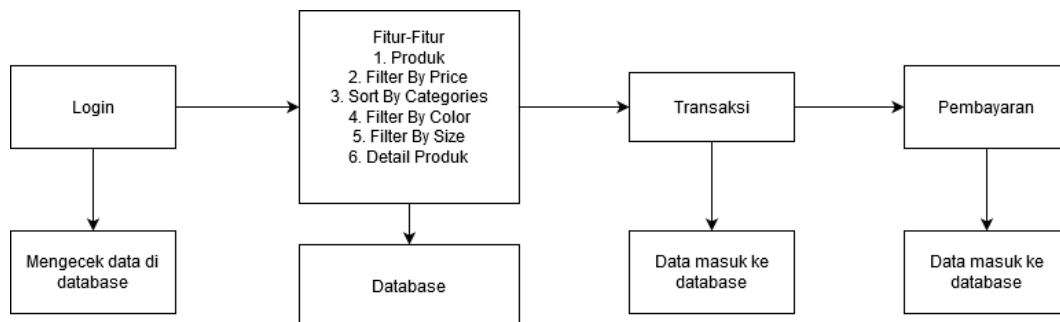 Login
Fitur-Fitur
1. Produk
2. Filter By Price
3. Sort By Categories
4. Filter By Color
5. Filter By Size
6. Detail Produk
Transaksi
Pembayaran
Mengecek data di
database
Database
Data masuk ke
database
Data masuk ke
database